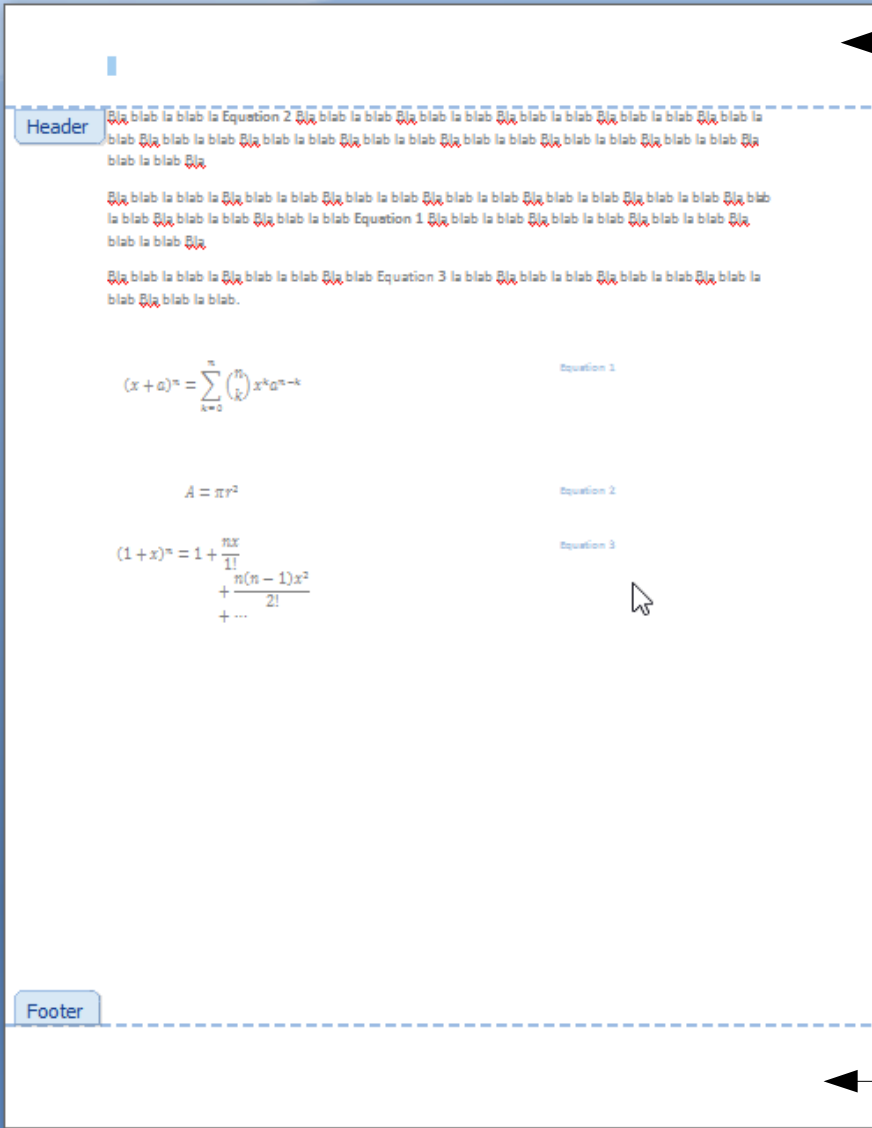 Header
Bla blab la blab la Equation 2 Bla blab la blab Bla blab la blab Bla blab la blab Bla blab la blab Bla blab la blab Bla blab la
blab Bla blab la blab Bla blab la blab Bla blab la blab Bla blab la blab Bla blab la blab Bla blab la blab Bla
blab la blab Bla
Bla blab la blab la Bla blab la blab Bla blab la blab Bla blab la blab Bla blab la blab Bla blab la blab Bla blab
la blab Bla blab la blab Bla blab la blab Equation 1 Bla blab la blab Bla blab la blab Bla blab la blab Bla
blab la blab Bla
Bla blab la blab la Bla blab la blab Bla blab Equation 3 la blab Bla blab la blab Bla blab la blab Bla blab la
blab Bla blab la blab.
(x + a)ⁿ = ∑ₖ₌₀ⁿ (n k) xᵏaⁿ⁻ᵏ Equation 1
A = πr² Equation 2
(1 + x)ⁿ = 1 + nx/1! Equation 3
+ n(n − 1)x²/2!
+ ⋯
Footer